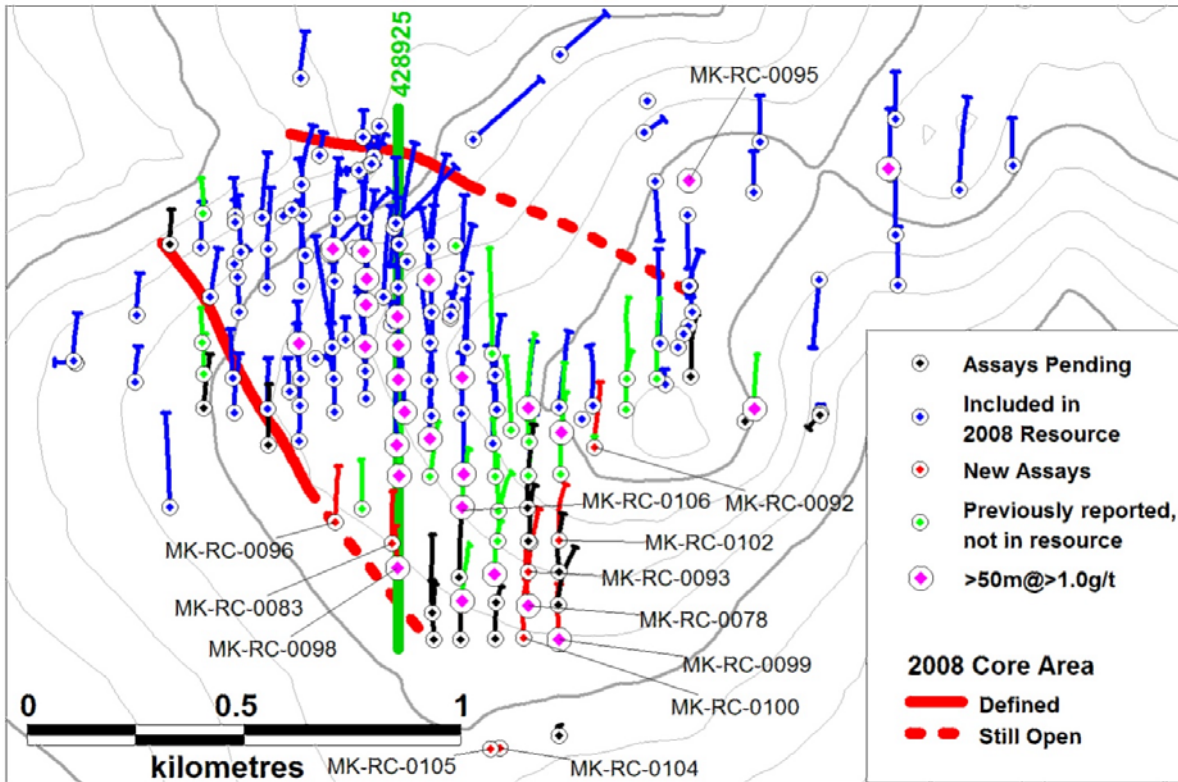 MK-RC-0095
428925
Assays Pending
Included in
2008 Resource
New Assays
Previously reported,
not in resource
>50m@>1.0g/t
MK-RC-0106
MK-RC-0092
MK-RC-0096
MK-RC-0102
MK-RC-0083
MK-RC-0093
MK-RC-0098
MK-RC-0078
MK-RC-0099
MK-RC-0100
2008 Core Area
Defined
Still Open
0 0.5 1
kilometres
MK-RC-0105
MK-RC-0104